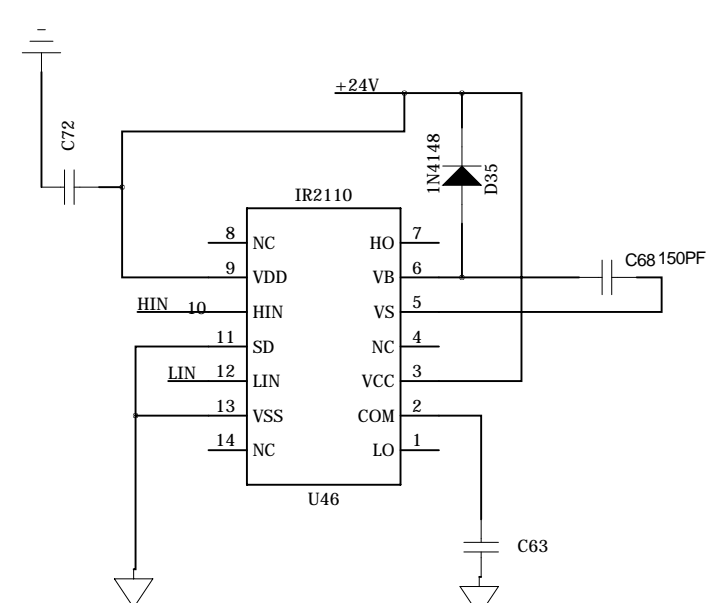 +24V
C72
1N4148
D35
IR2110
8 NC HO 7
9 VDD VB 6
C68 150PF
HIN 10 HIN VS 5
11 SD NC 4
LIN 12 LIN VCC 3
13 VSS COM 2
14 NC LO 1
U46
C63